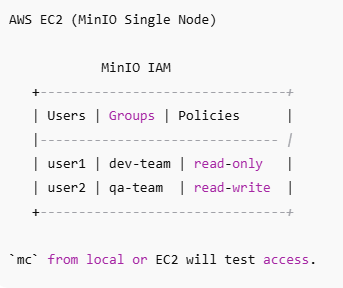 AWS EC2 (MinIO Single Node)
MinIO IAM
+-------------------------------+
| Users | Groups | Policies      |
|------------------------------ |
| user1 | dev-team | read-only   |
| user2 | qa-team  | read-write  |
+-------------------------------+
`mc` from local or EC2 will test access.